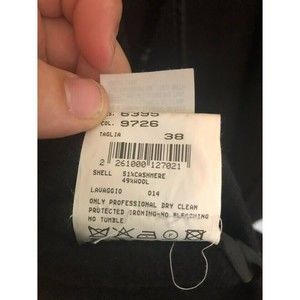 6395
COL. 9726
TAGLIA
38
2 261000 127021
SHELL 51%CASHMERE
49%WOOL
LAVAGGIO 014
ONLY PROFESSIONAL DRY CLEAN
PROTECTED IRONING-NO BLEACHING
NO TUMBLE